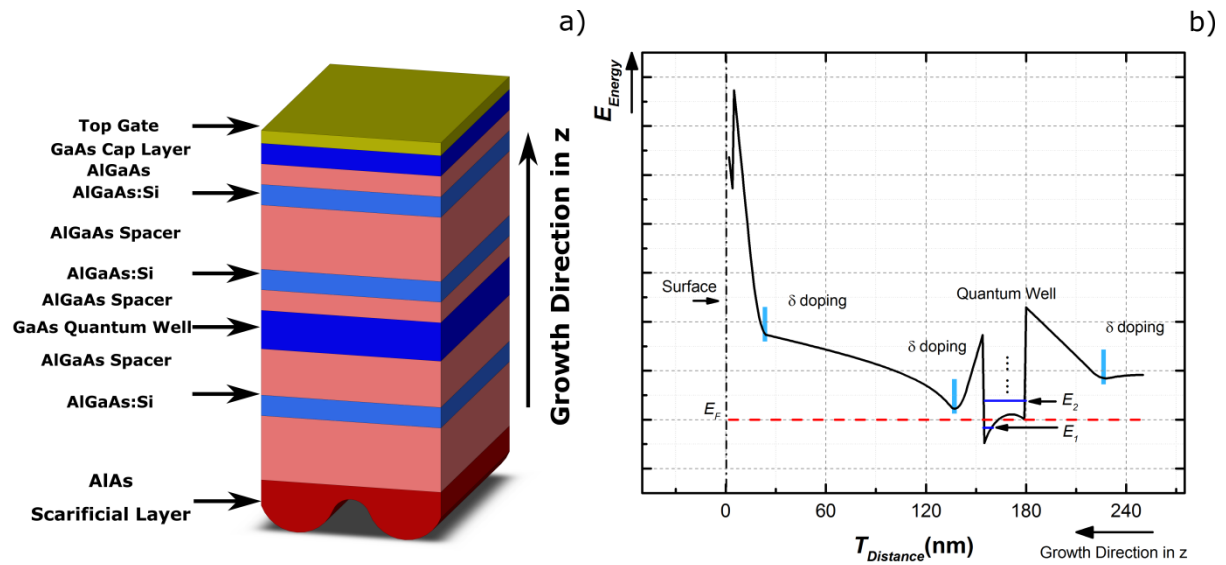 a)
Top Gate
GaAs Cap Layer
AlGaAs
AlGaAs:Si
AlGaAs Spacer
AlGaAs:Si
AlGaAs Spacer
GaAs Quantum Well
AlGaAs Spacer
AlGaAs:Si
AlAs
Scarificial Layer
Growth Direction in z
b)
E_Energy
Surface
δ doping
δ doping
Quantum Well
δ doping
E_F
E_2
E_1
0 60 120 180 240
T_Distance(nm)
Growth Direction in z